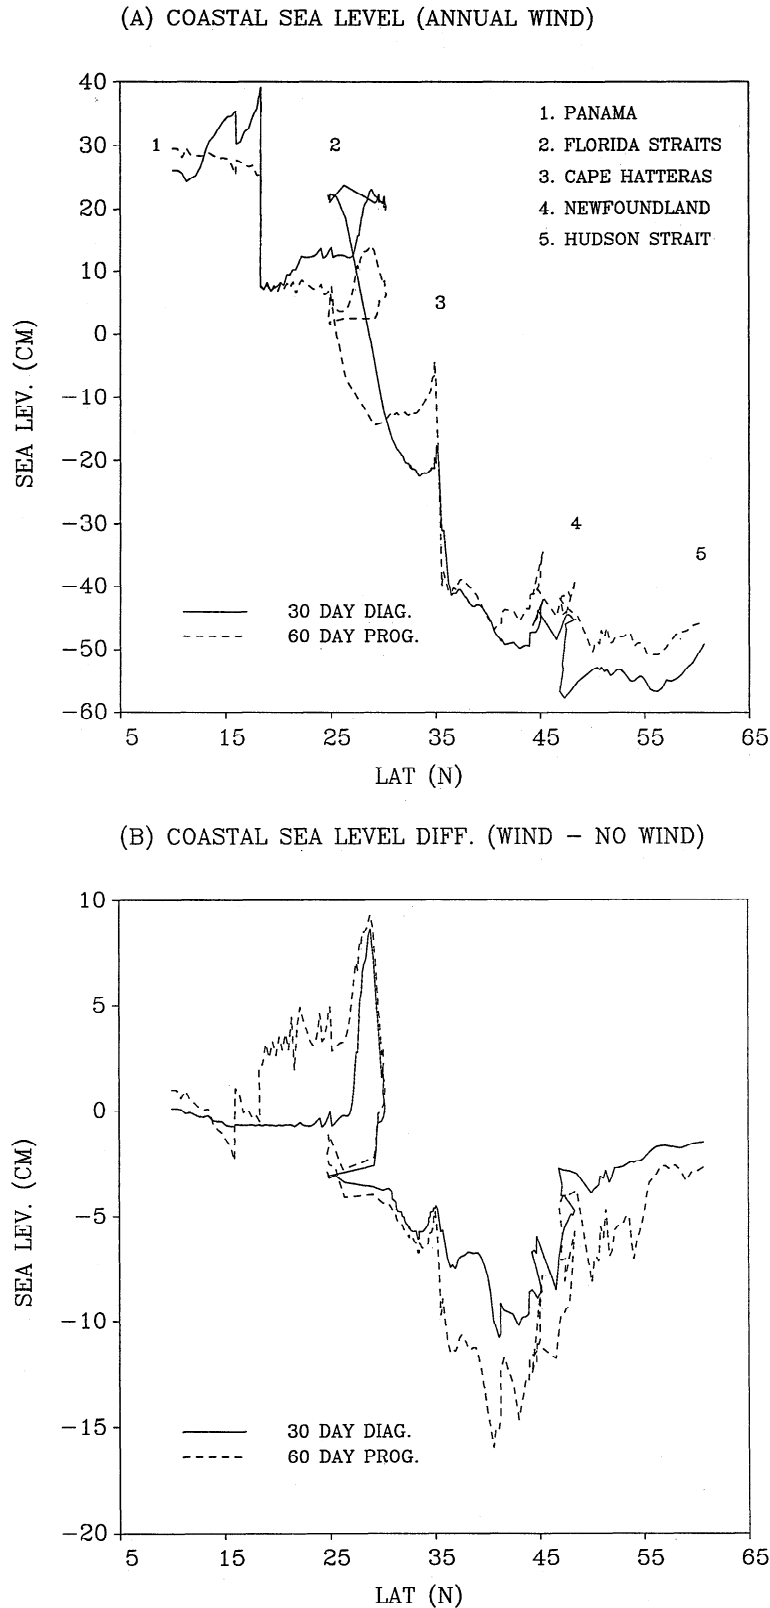 (A) COASTAL SEA LEVEL (ANNUAL WIND)
40
30
20
10
0
−10
−20
−30
−40
−50
−60
SEA LEV. (CM)
1
2
3
4
5
1. PANAMA
2. FLORIDA STRAITS
3. CAPE HATTERAS
4. NEWFOUNDLAND
5. HUDSON STRAIT
30 DAY DIAG.
60 DAY PROG.
5 15 25 35 45 55 65
LAT (N)
(B) COASTAL SEA LEVEL DIFF. (WIND − NO WIND)
10
5
0
−5
−10
−15
−20
SEA LEV. (CM)
30 DAY DIAG.
60 DAY PROG.
5 15 25 35 45 55 65
LAT (N)